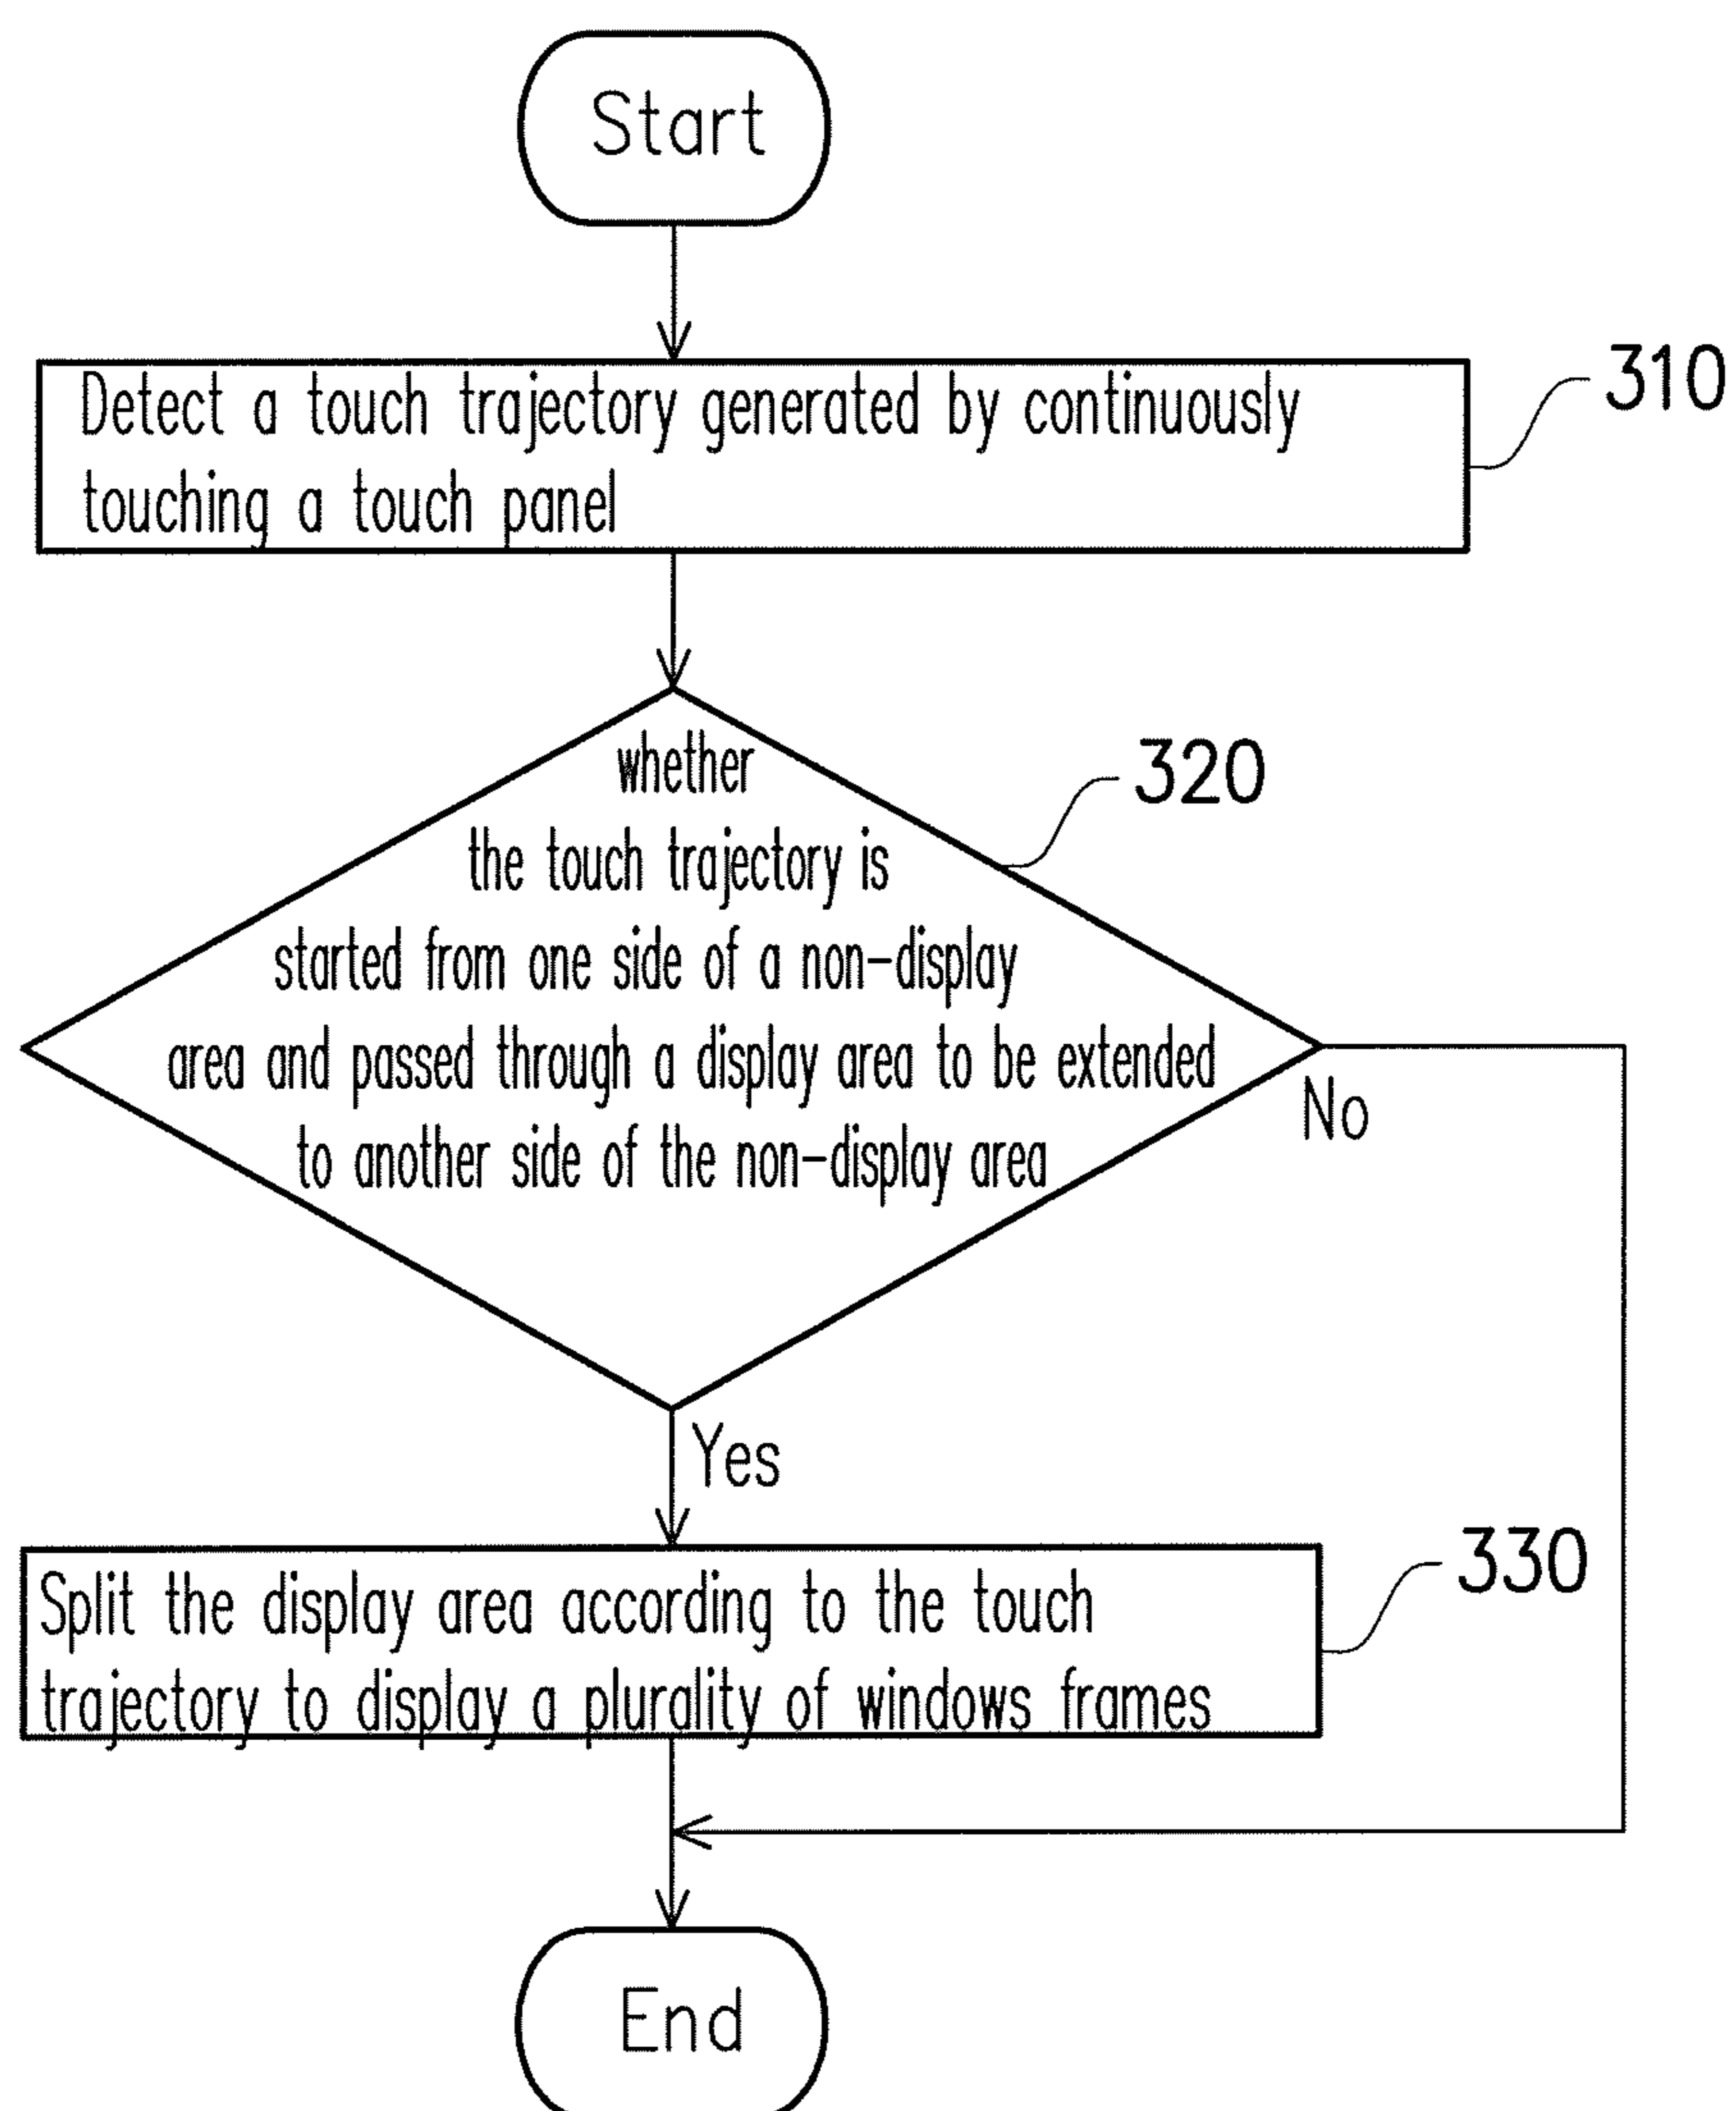 Start
Detect a touch trajectory generated by continuously
touching a touch panel
310
whether
the touch trajectory is
started from one side of a non-display
area and passed through a display area to be extended
to another side of the non-display area
320
No
Yes
Split the display area according to the touch
trajectory to display a plurality of windows frames
330
End